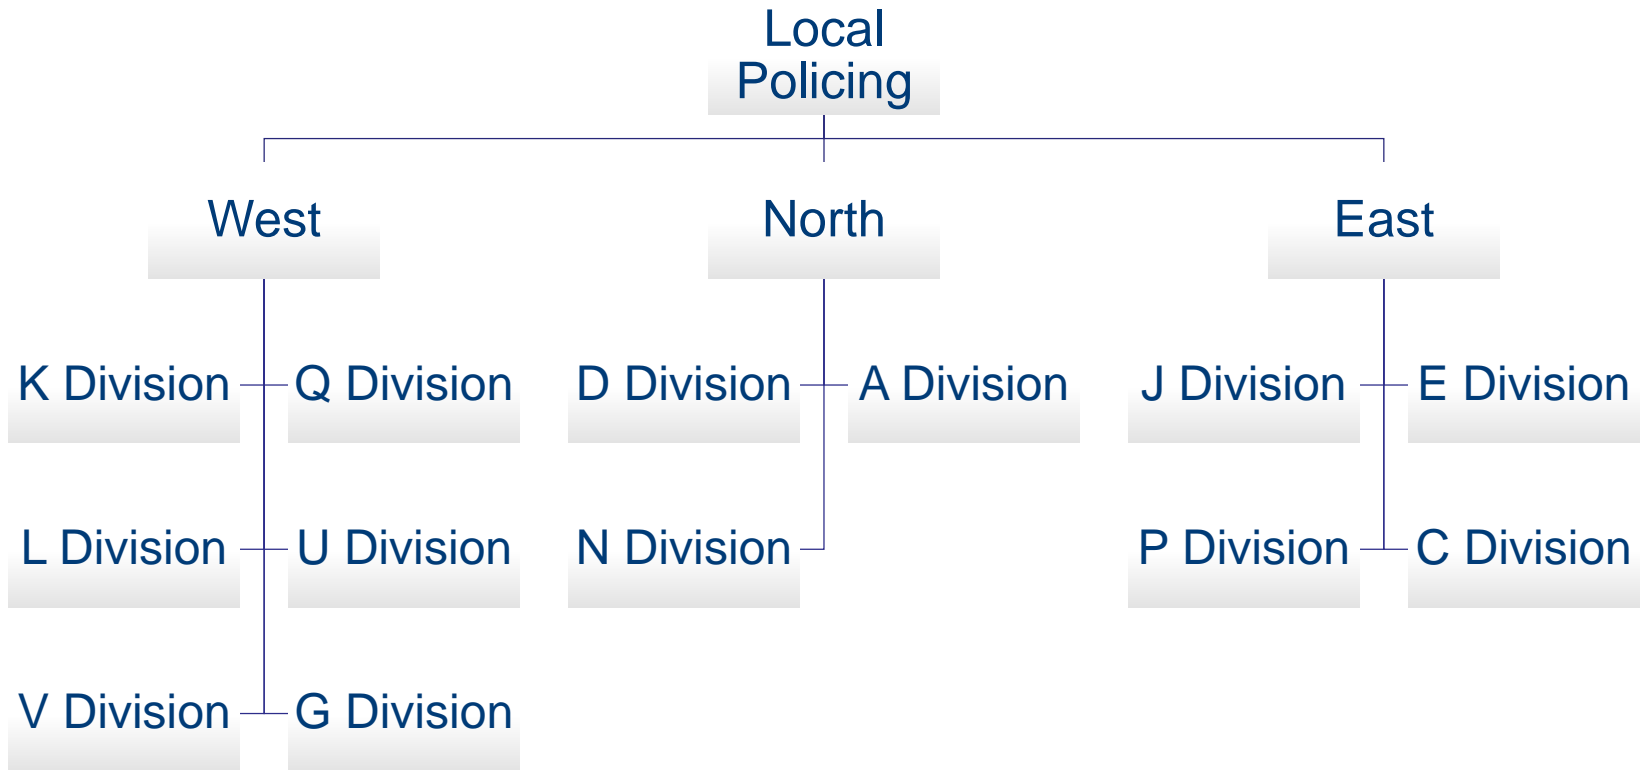 Local
Policing
West
North
East
K Division
Q Division
D Division
A Division
J Division
E Division
L Division
U Division
N Division
P Division
C Division
V Division
G Division